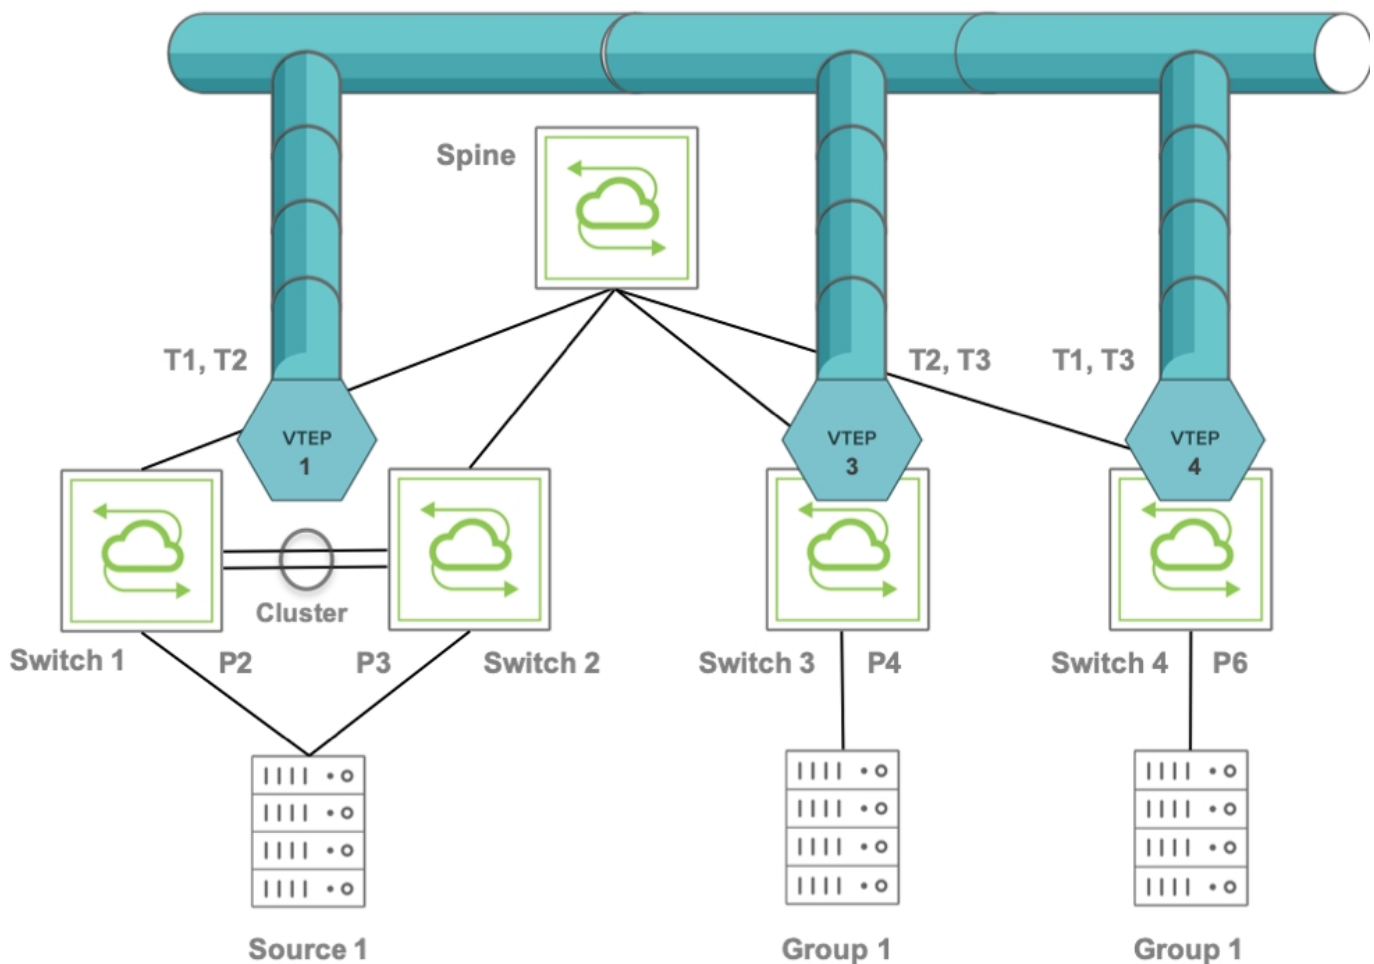 Spine
T1, T2
T2, T3
T1, T3
VTEP
1
VTEP
3
VTEP
4
Cluster
Switch 1
P2
P3
Switch 2
Switch 3
P4
Switch 4
P6
Source 1
Group 1
Group 1